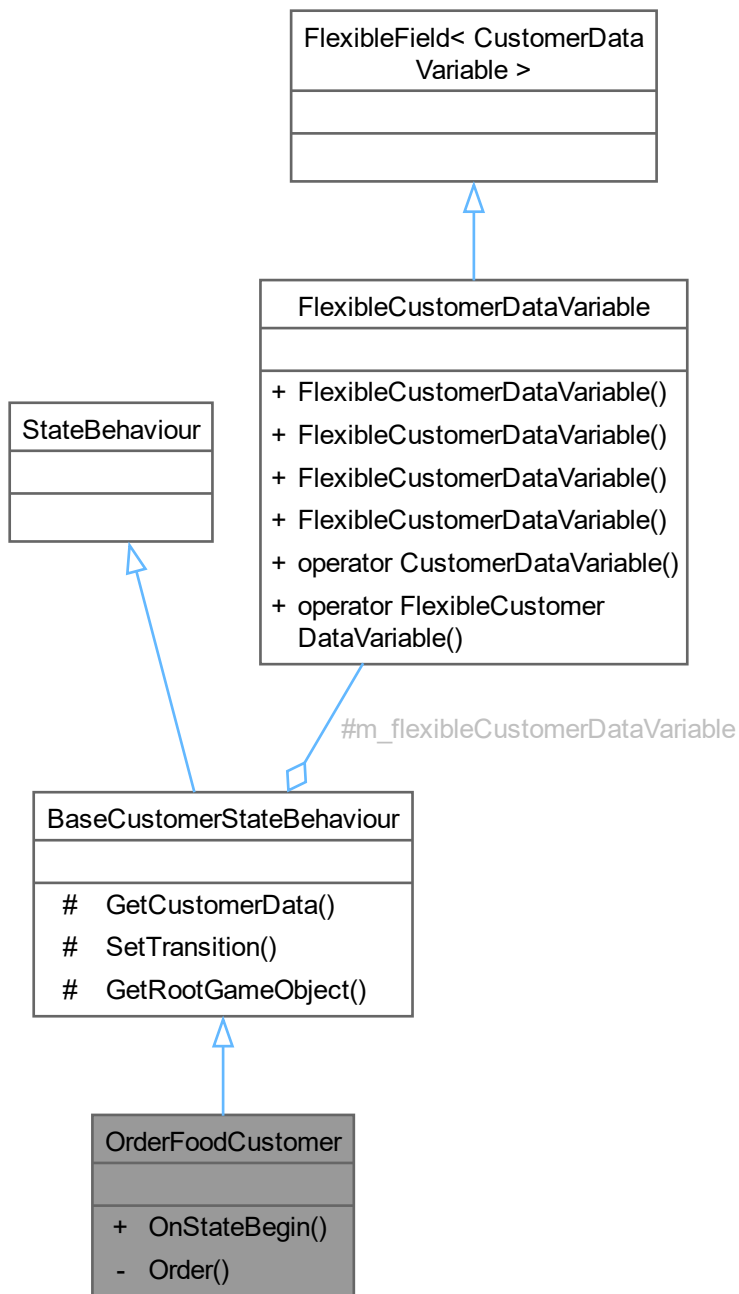 FlexibleField< CustomerData
Variable >
FlexibleCustomerDataVariable
+ FlexibleCustomerDataVariable()
+ FlexibleCustomerDataVariable()
+ FlexibleCustomerDataVariable()
+ FlexibleCustomerDataVariable()
+ operator CustomerDataVariable()
+ operator FlexibleCustomer
DataVariable()
StateBehaviour
#m_flexibleCustomerDataVariable
BaseCustomerStateBehaviour
# GetCustomerData()
# SetTransition()
# GetRootGameObject()
OrderFoodCustomer
+ OnStateBegin()
- Order()